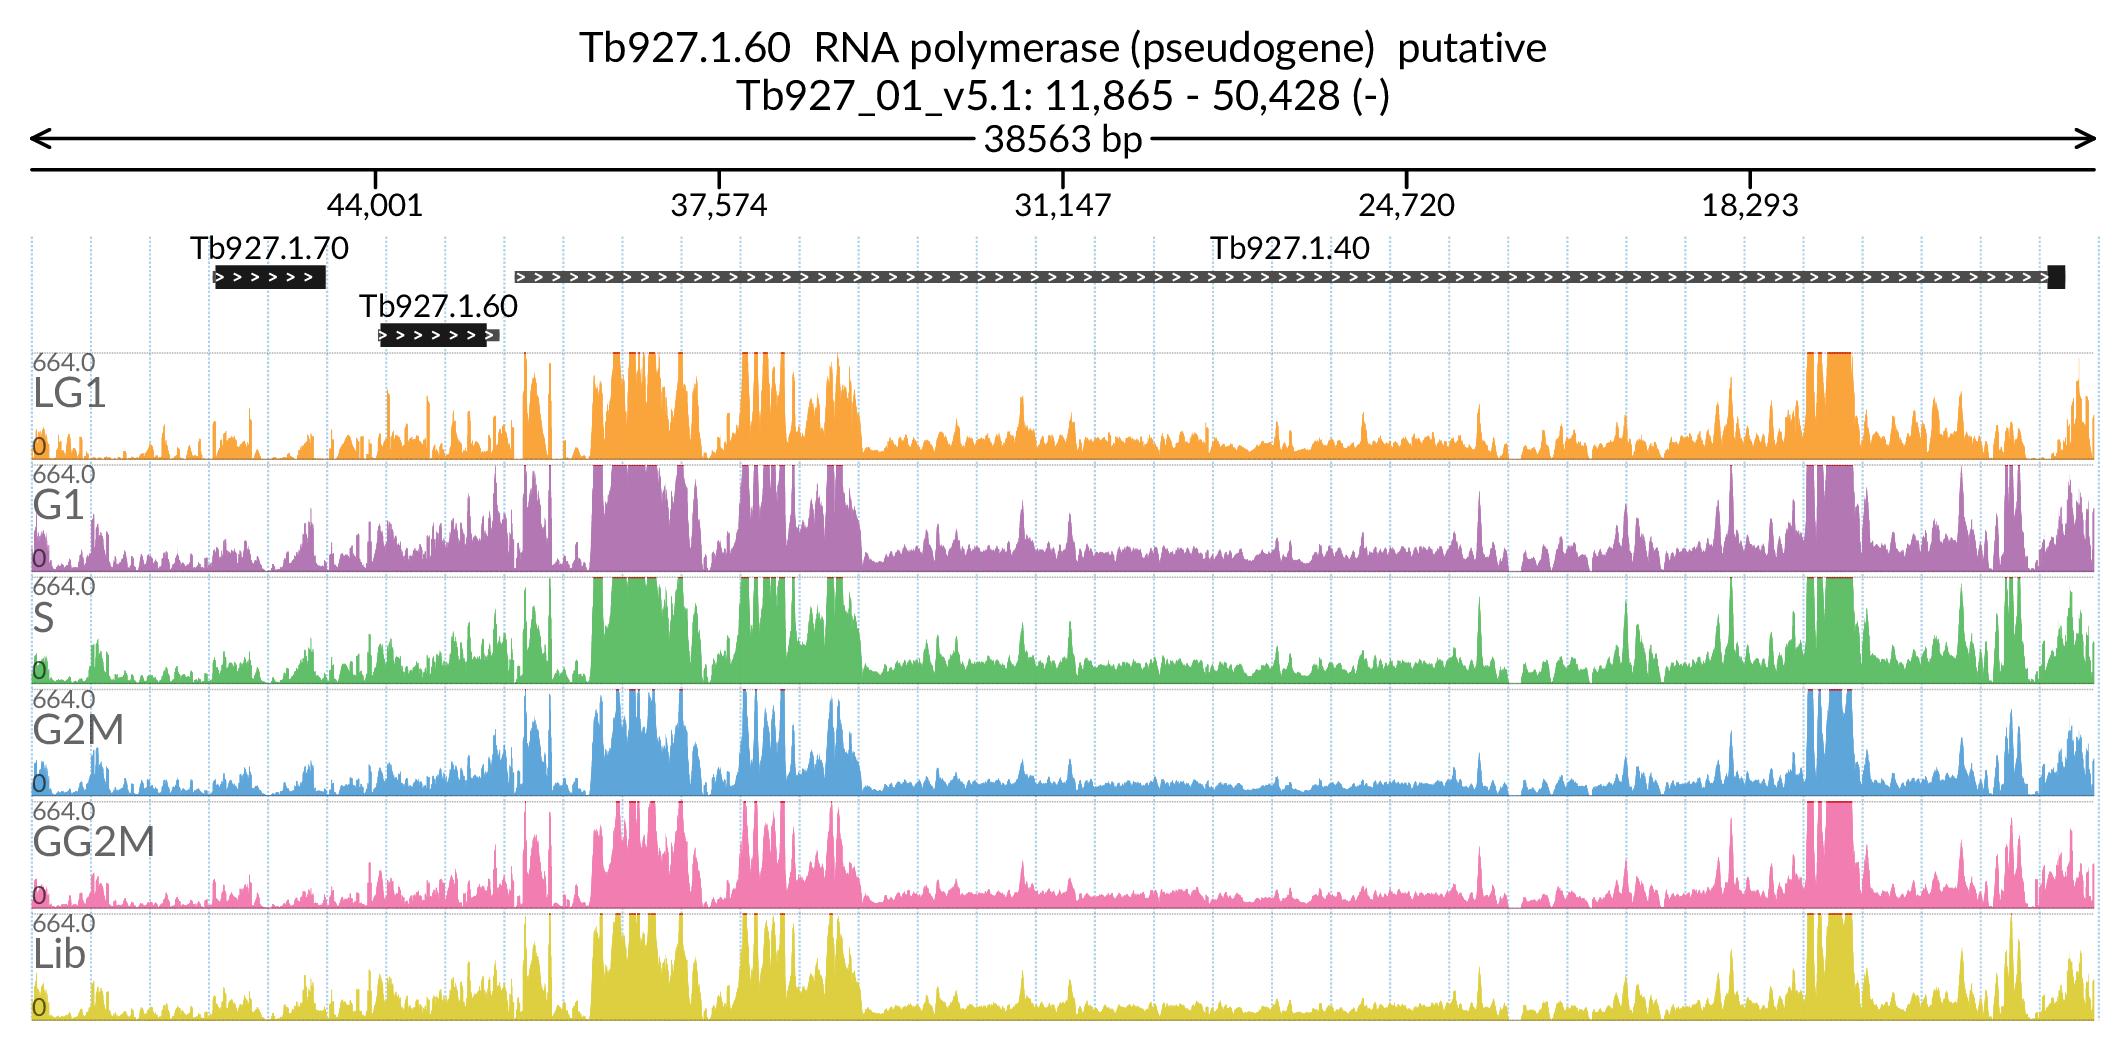 Tb927.1.60  RNA polymerase (pseudogene)  putative
Tb927_01_v5.1: 11,865 - 50,428 (-)
38563 bp
44,001 37,574 31,147 24,720 18,293
Tb927.1.70 Tb927.1.40
Tb927.1.60
664.0
LG1
0
664.0
G1
0
664.0
S
0
664.0
G2M
0
664.0
GG2M
0
664.0
Lib
0